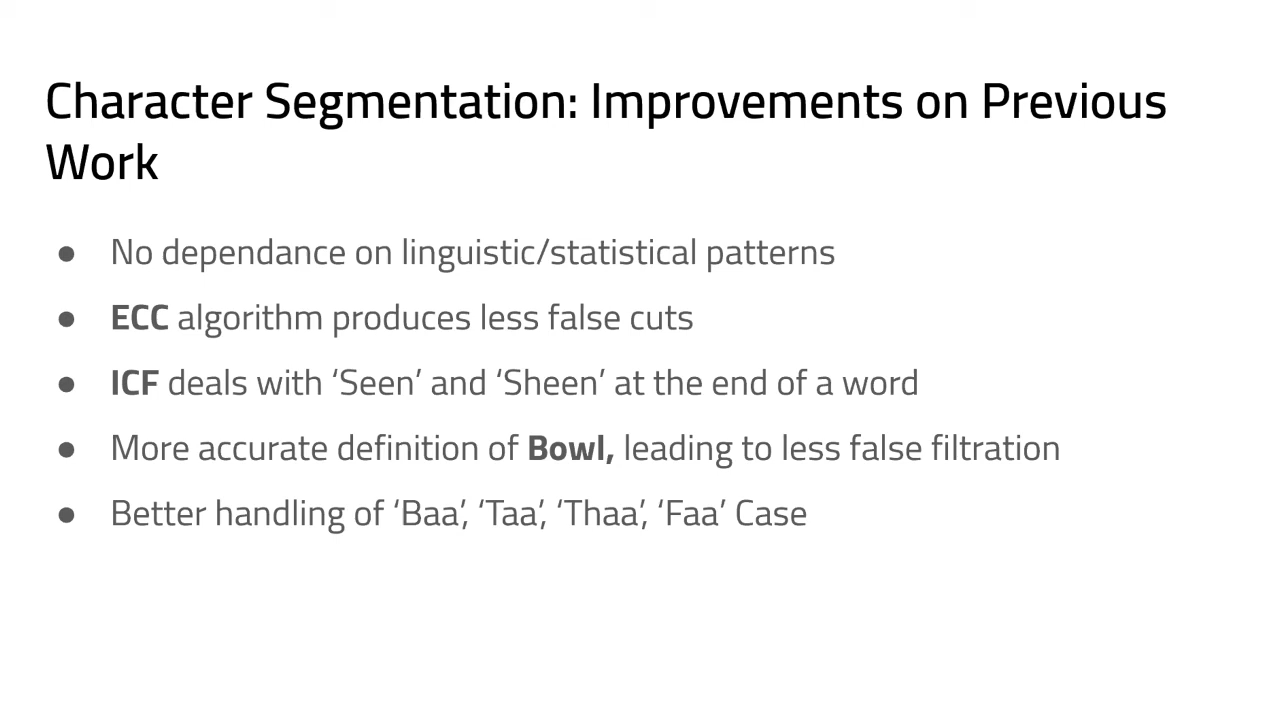 Character Segmentation: Improvements on Previous
Work
● No dependance on linguistic/statistical patterns
● ECC algorithm produces less false cuts
● ICF deals with ‘Seen’ and ‘Sheen’ at the end of a word
● More accurate definition of Bowl, leading to less false filtration
● Better handling of ‘Baa’, ‘Taa’, ‘Thaa’, ‘Faa’ Case